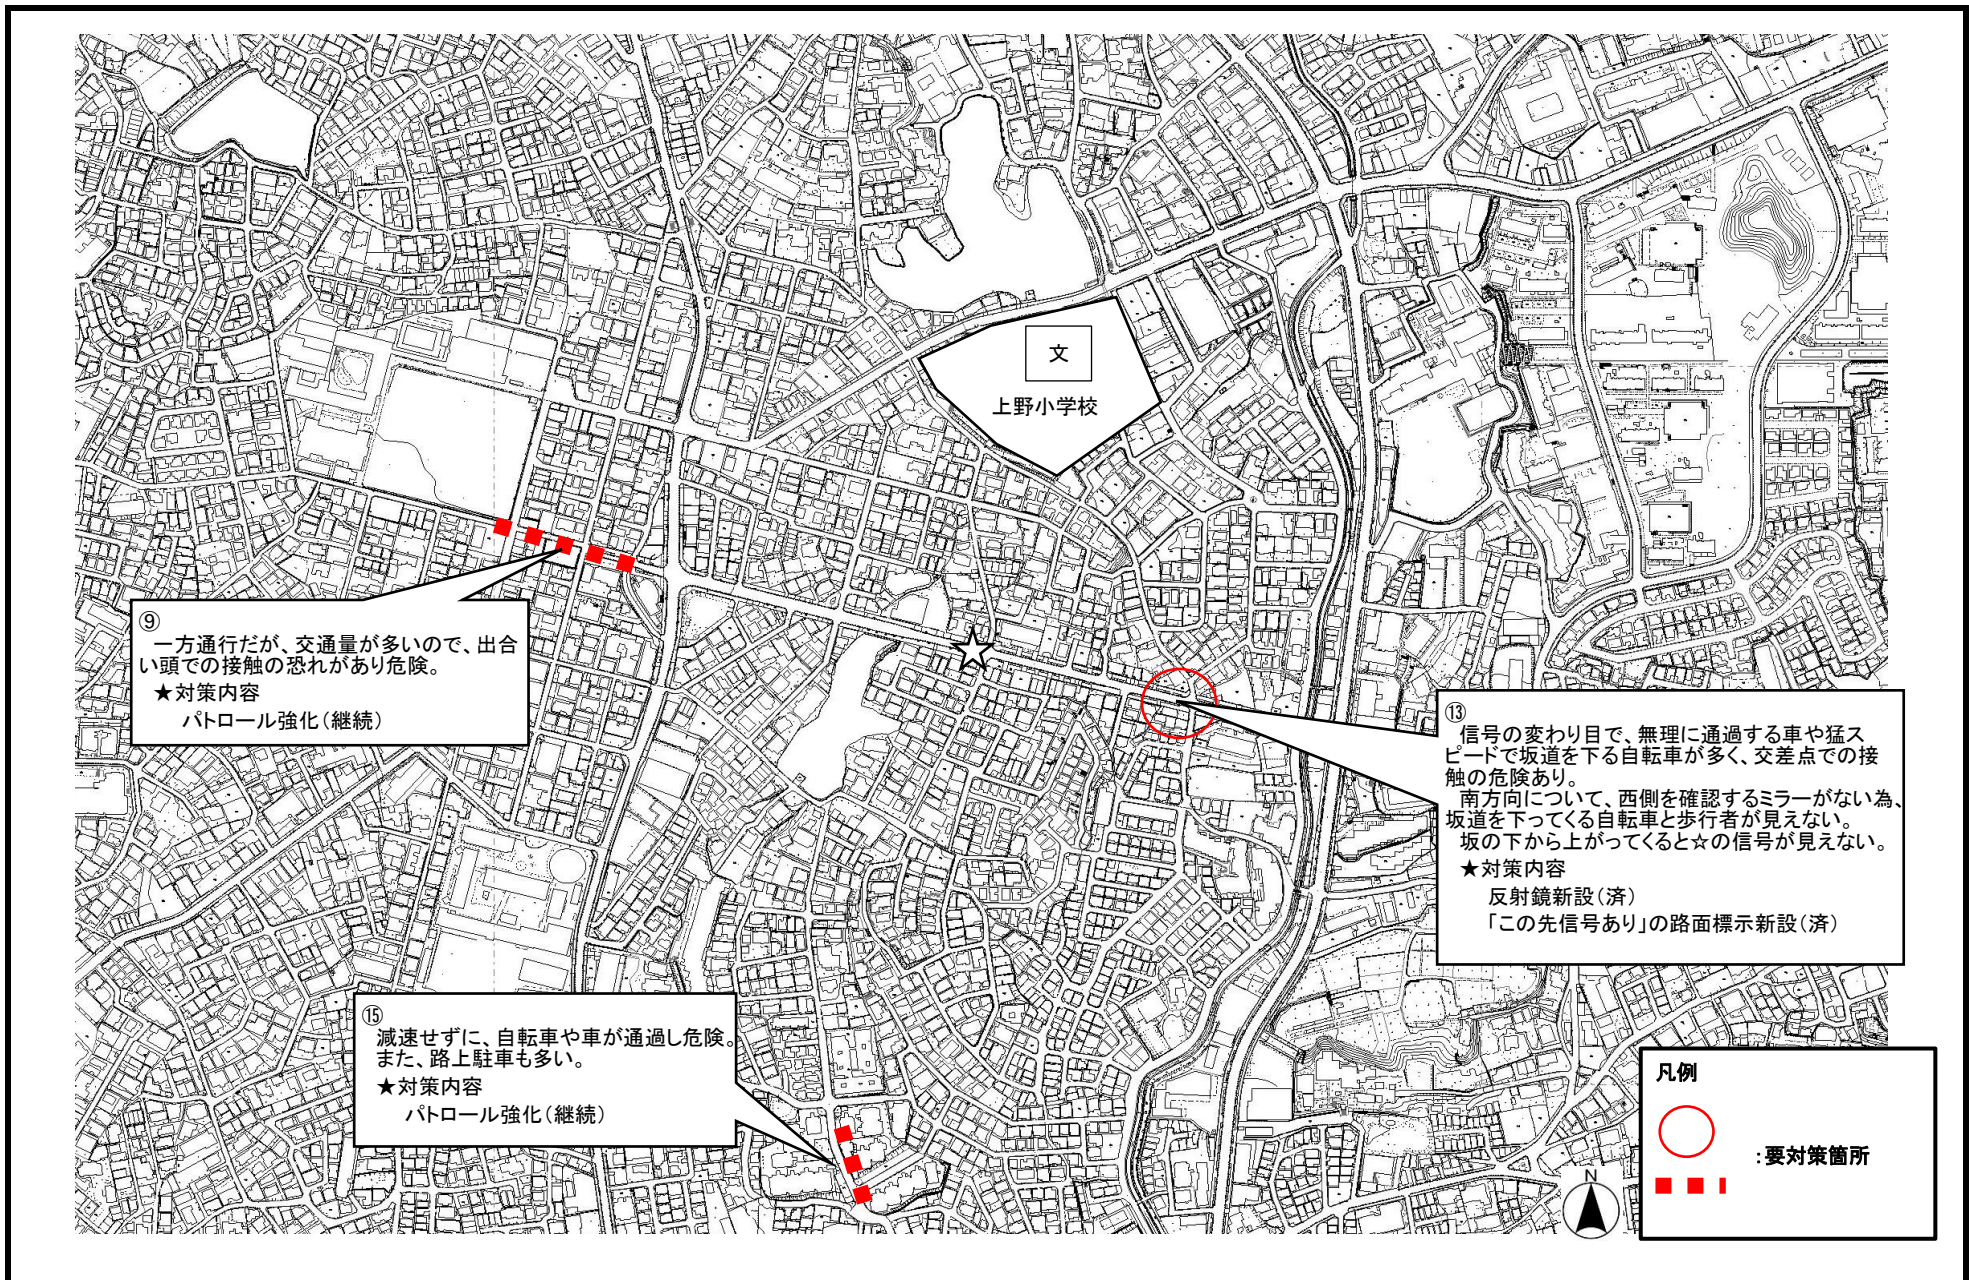 文
上野小学校
⑨
一方通行だが、交通量が多いので、出合
い頭での接触の恐れがあり危険。
★対策内容
パトロール強化(継続)
☆
⑬
信号の変わり目で、無理に通過する車や猛ス
ピードで坂道を下る自転車が多く、交差点での接
触の危険あり。
南方向について、西側を確認するミラーがない為、
坂道を下ってくる自転車と歩行者が見えない。
坂の下から上がってくると☆の信号が見えない。
★対策内容
反射鏡新設(済)
「この先信号あり」の路面標示新設(済)
⑮
減速せずに、自転車や車が通過し危険。
また、路上駐車も多い。
★対策内容
パトロール強化(継続)
凡例
:要対策箇所
N